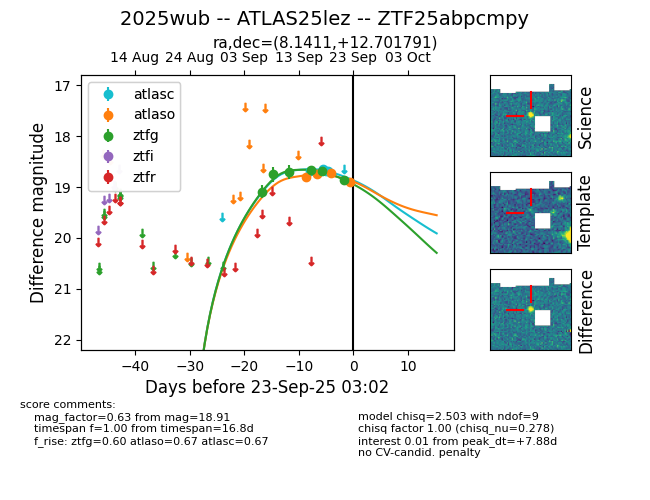 2025wub -- ATLAS25lez -- ZTF25abpcmpy
ra,dec=(8.1411,+12.701791)
14 Aug 24 Aug 03 Sep 13 Sep 23 Sep 03 Oct
17
18
19
20
21
22
Difference magnitude
atlasc
atlaso
ztfg
ztfi
ztfr
−40 −30 −20 −10 0 10
Days before 23-Sep-25 03:02
Science
Template
Difference
score comments:
mag_factor=0.63 from mag=18.91
timespan f=1.00 from timespan=16.8d
f_rise: ztfg=0.60 atlaso=0.67 atlasc=0.67
model chisq=2.503 with ndof=9
chisq factor 1.00 (chisq_nu=0.278)
interest 0.01 from peak_dt=+7.88d
no CV-candid. penalty